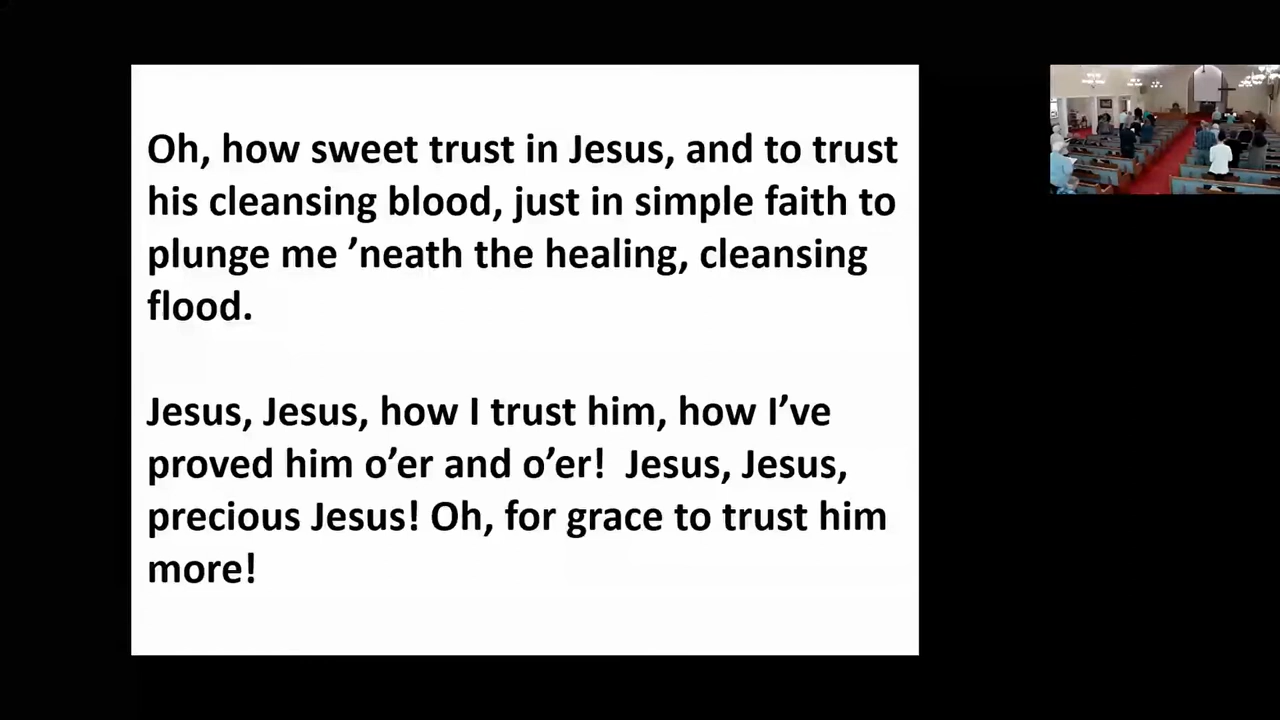 Oh, how sweet trust in Jesus, and to trust
his cleansing blood, just in simple faith to
plunge me ’neath the healing, cleansing
flood.
Jesus, Jesus, how I trust him, how I’ve
proved him o’er and o’er!  Jesus, Jesus,
precious Jesus! Oh, for grace to trust him
more!